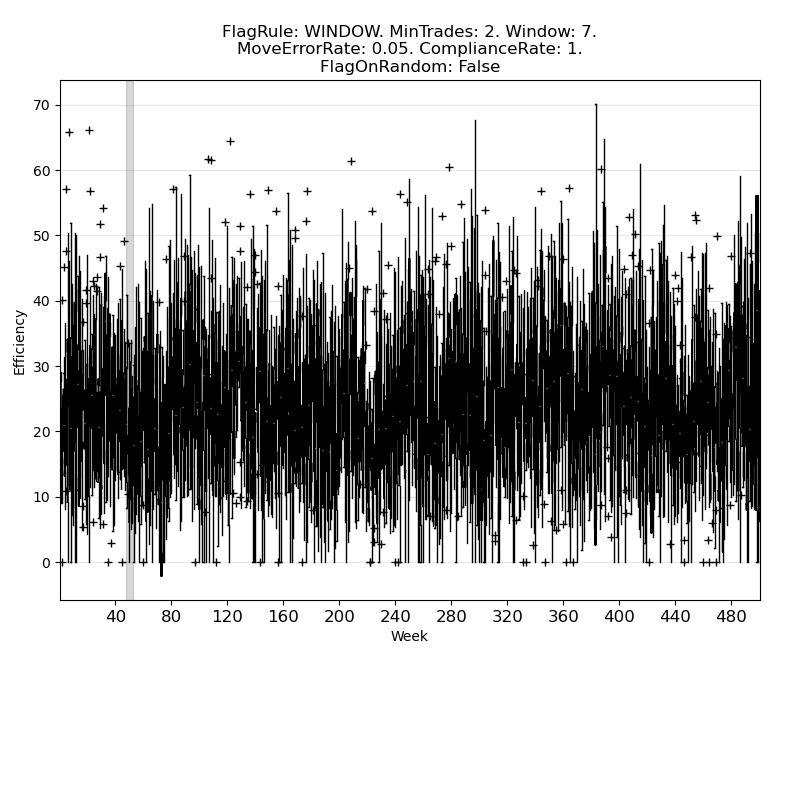 FlagRule: WINDOW. MinTrades: 2. Window: 7.
MoveErrorRate: 0.05. ComplianceRate: 1.
FlagOnRandom: False
70
60
50
40
30
20
10
0
Efficiency
40 80 120 160 200 240 280 320 360 400 440 480
Week